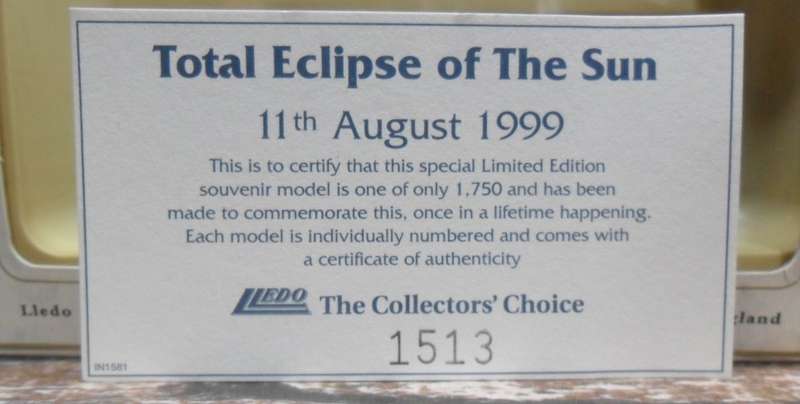 Total Eclipse of The Sun
11th August 1999
This is to certify that this special Limited Edition
souvenir model is one of only 1,750 and has been
made to commemorate this, once in a lifetime happening.
Each model is individually numbered and comes with
a certificate of authenticity
LLEDO The Collectors' Choice
1513
IN1581
Lledo